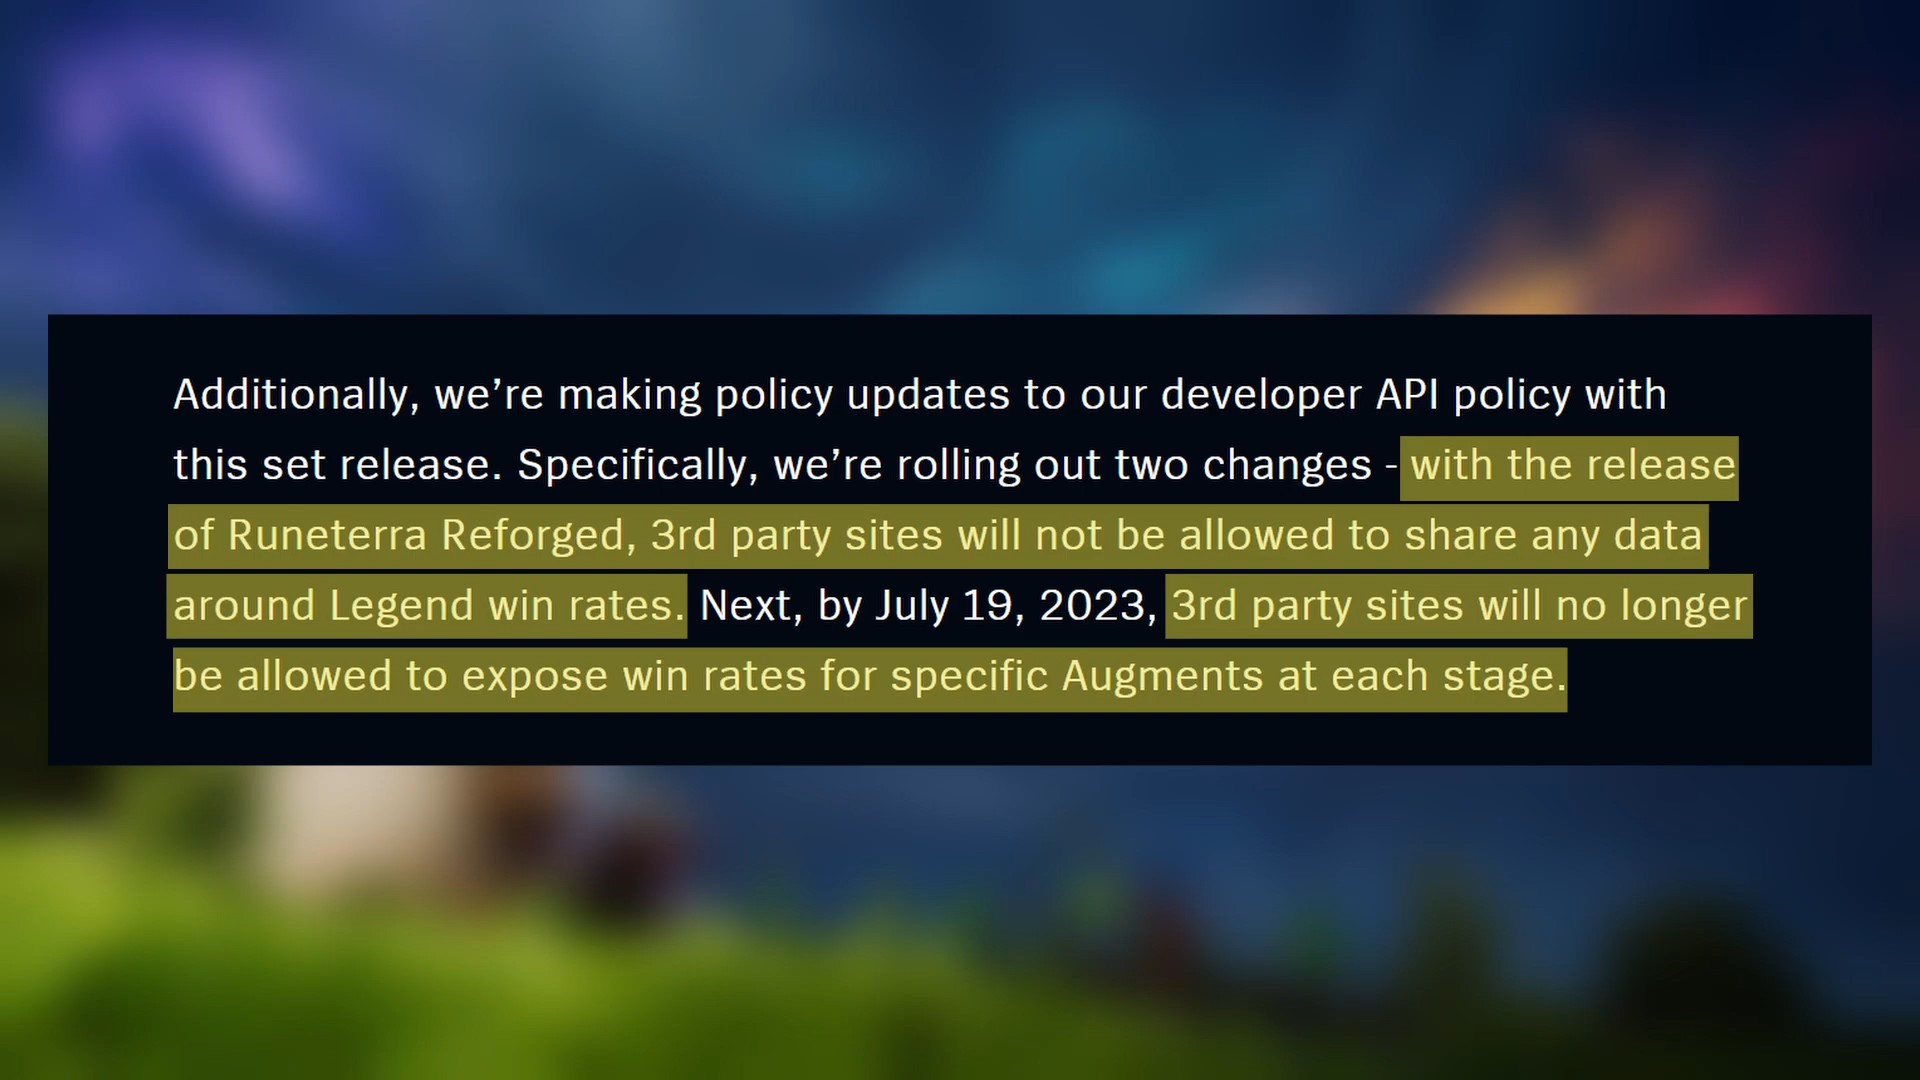 Additionally, we’re making policy updates to our developer API policy with
this set release. Specifically, we’re rolling out two changes - with the release
of Runeterra Reforged, 3rd party sites will not be allowed to share any data
around Legend win rates. Next, by July 19, 2023, 3rd party sites will no longer
be allowed to expose win rates for specific Augments at each stage.